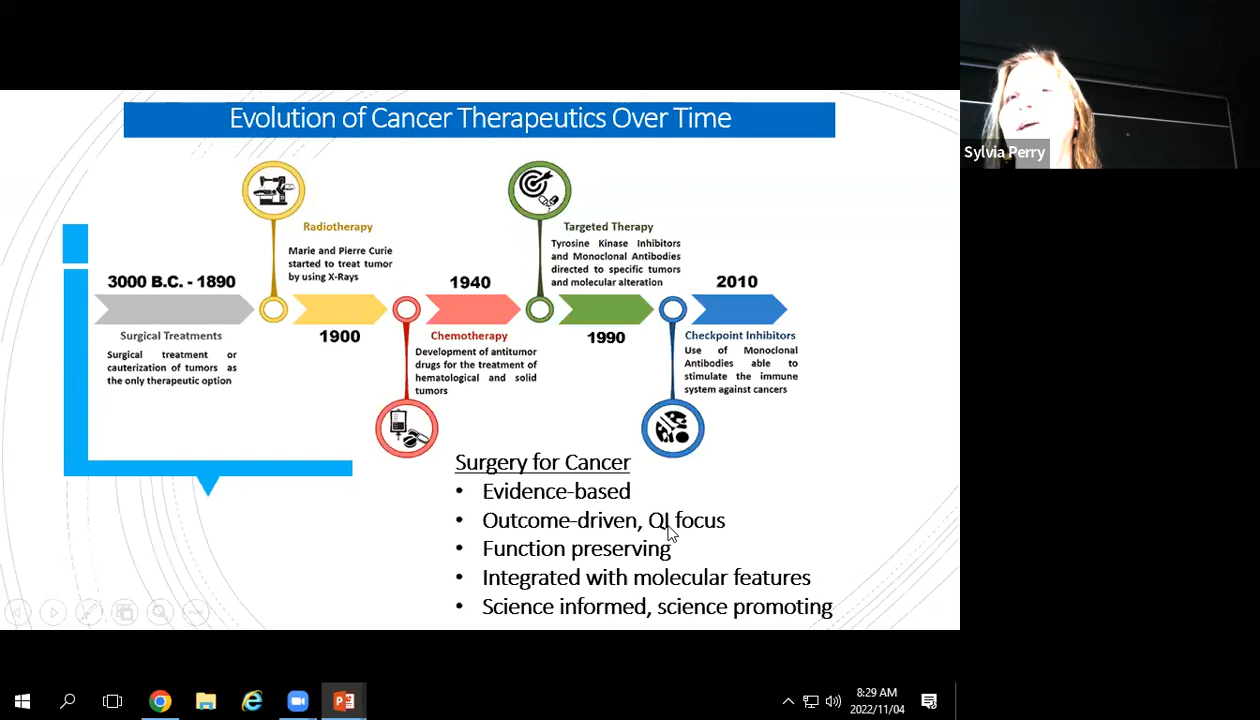 Evolution of Cancer Therapeutics Over Time
Sylvia Perry
3000 B.C. - 1890
Surgical Treatments
Surgical treatment or
cauterization of tumors as
the only therapeutic option
Radiotherapy
Marie and Pierre Curie
started to treat tumor
by using X-Rays
1900
1940
Chemotherapy
Development of antitumor
drugs for the treatment of
hematological and solid
tumors
Targeted Therapy
Tyrosine Kinase Inhibitors
and Monoclonal Antibodies
directed to specific tumors
and molecular alteration
1990
2010
Checkpoint Inhibitors
Use of Monoclonal
Antibodies able to
stimulate the immune
system against cancers
Surgery for Cancer
• Evidence-based
• Outcome-driven, QI focus
• Function preserving
• Integrated with molecular features
• Science informed, science promoting
8:29 AM
2022/11/04